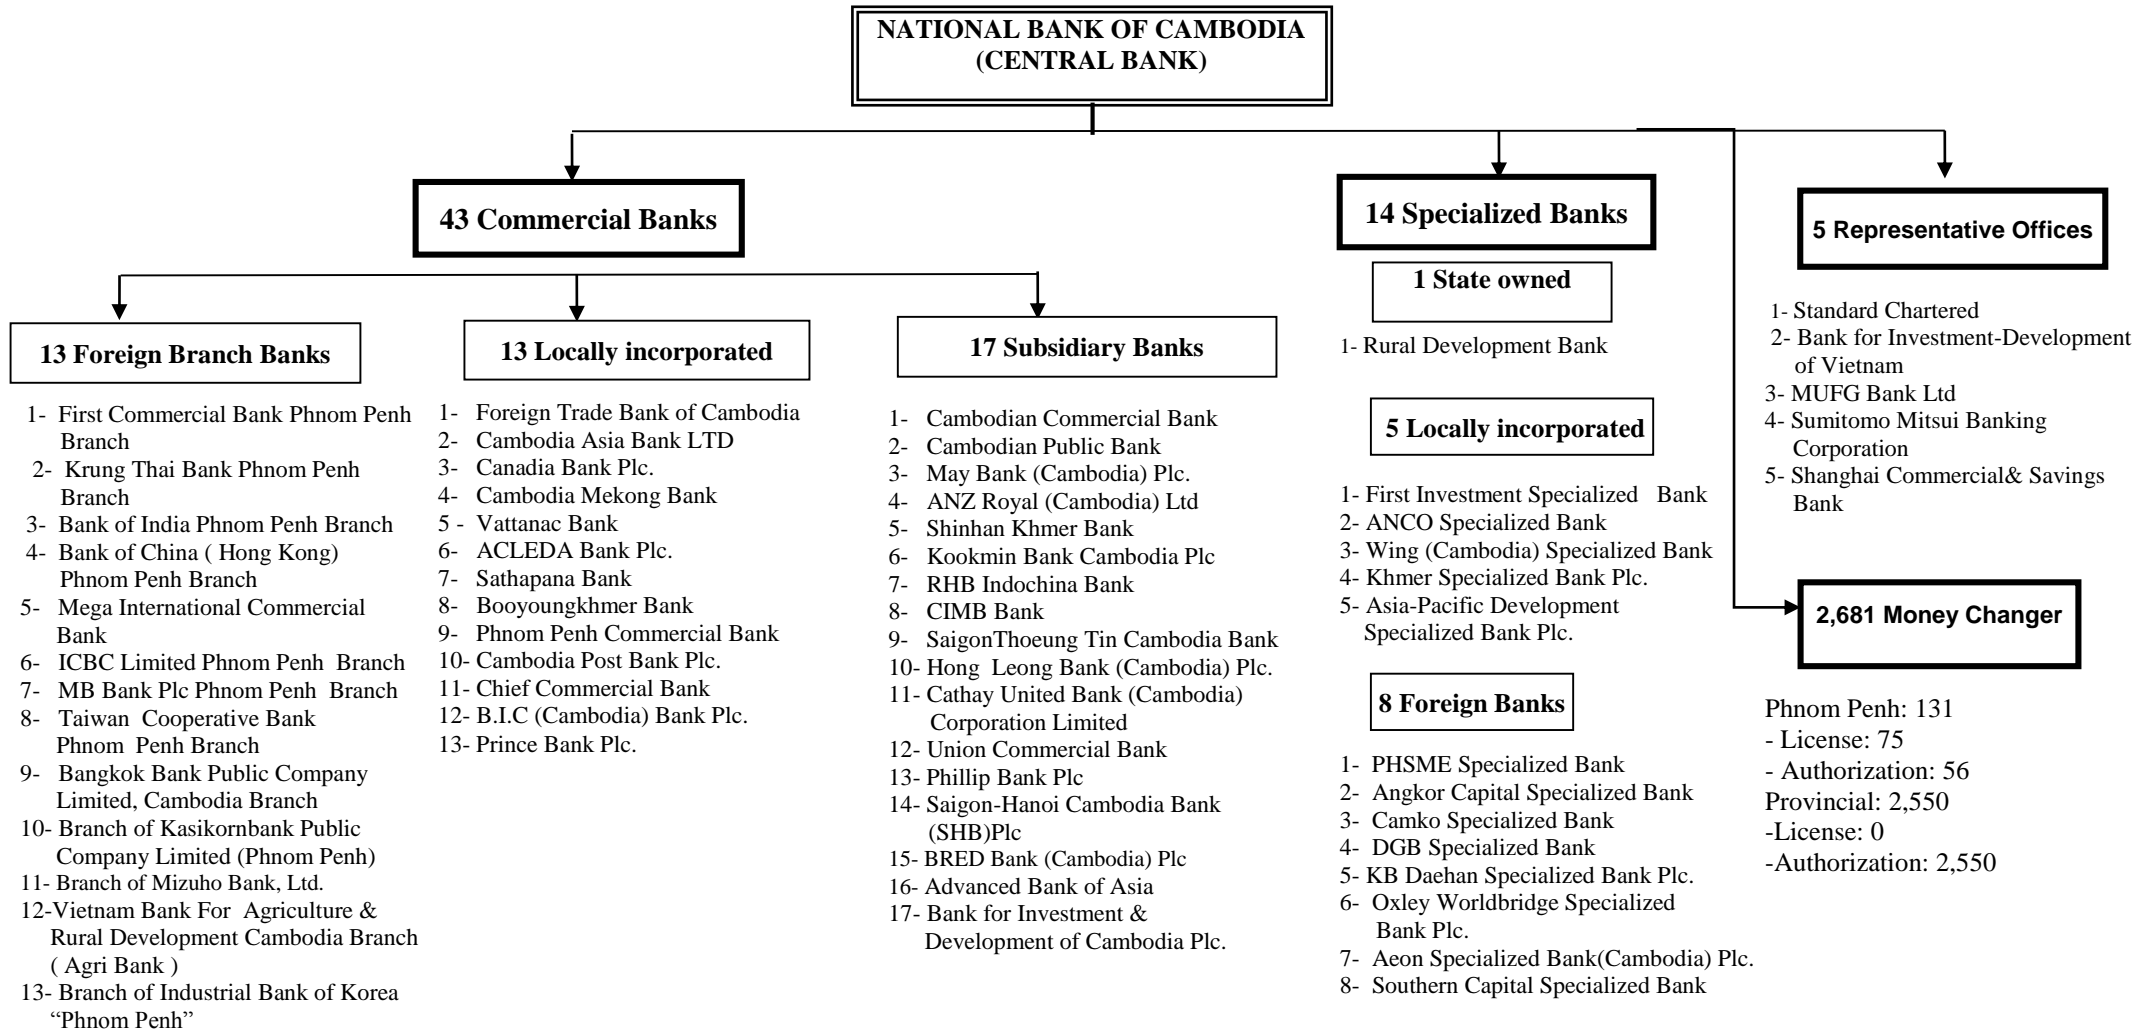 NATIONAL BANK OF CAMBODIA
(CENTRAL BANK)
43 Commercial Banks
14 Specialized Banks
5 Representative Offices
13 Foreign Branch Banks
1- First Commercial Bank Phnom Penh
Branch
2- Krung Thai Bank Phnom Penh
Branch
3- Bank of India Phnom Penh Branch
4- Bank of China ( Hong Kong)
Phnom Penh Branch
5- Mega International Commercial
Bank
6- ICBC Limited Phnom Penh Branch
7- MB Bank Plc Phnom Penh Branch
8- Taiwan Cooperative Bank
Phnom Penh Branch
9- Bangkok Bank Public Company
Limited, Cambodia Branch
10- Branch of Kasikornbank Public
Company Limited (Phnom Penh)
11- Branch of Mizuho Bank, Ltd.
12-Vietnam Bank For Agriculture &
Rural Development Cambodia Branch
( Agri Bank )
13- Branch of Industrial Bank of Korea
“Phnom Penh”
13 Locally incorporated
1- Foreign Trade Bank of Cambodia
2- Cambodia Asia Bank LTD
3- Canadia Bank Plc.
4- Cambodia Mekong Bank
5 - Vattanac Bank
6- ACLEDA Bank Plc.
7- Sathapana Bank
8- Booyoungkhmer Bank
9- Phnom Penh Commercial Bank
10- Cambodia Post Bank Plc.
11- Chief Commercial Bank
12- B.I.C (Cambodia) Bank Plc.
13- Prince Bank Plc.
17 Subsidiary Banks
1- Cambodian Commercial Bank
2- Cambodian Public Bank
3- May Bank (Cambodia) Plc.
4- ANZ Royal (Cambodia) Ltd
5- Shinhan Khmer Bank
6- Kookmin Bank Cambodia Plc
7- RHB Indochina Bank
8- CIMB Bank
9- SaigonThoeung Tin Cambodia Bank
10- Hong Leong Bank (Cambodia) Plc.
11- Cathay United Bank (Cambodia)
Corporation Limited
12- Union Commercial Bank
13- Phillip Bank Plc
14- Saigon-Hanoi Cambodia Bank
(SHB)Plc
15- BRED Bank (Cambodia) Plc
16- Advanced Bank of Asia
17- Bank for Investment &
Development of Cambodia Plc.
1 State owned
1- Rural Development Bank
5 Locally incorporated
1- First Investment Specialized Bank
2- ANCO Specialized Bank
3- Wing (Cambodia) Specialized Bank
4- Khmer Specialized Bank Plc.
5- Asia-Pacific Development
Specialized Bank Plc.
8 Foreign Banks
1- PHSME Specialized Bank
2- Angkor Capital Specialized Bank
3- Camko Specialized Bank
4- DGB Specialized Bank
5- KB Daehan Specialized Bank Plc.
6- Oxley Worldbridge Specialized
Bank Plc.
7- Aeon Specialized Bank(Cambodia) Plc.
8- Southern Capital Specialized Bank
1- Standard Chartered
2- Bank for Investment-Development
of Vietnam
3- MUFG Bank Ltd
4- Sumitomo Mitsui Banking
Corporation
5- Shanghai Commercial& Savings
Bank
2,681 Money Changer
Phnom Penh: 131
- License: 75
- Authorization: 56
Provincial: 2,550
-License: 0
-Authorization: 2,550